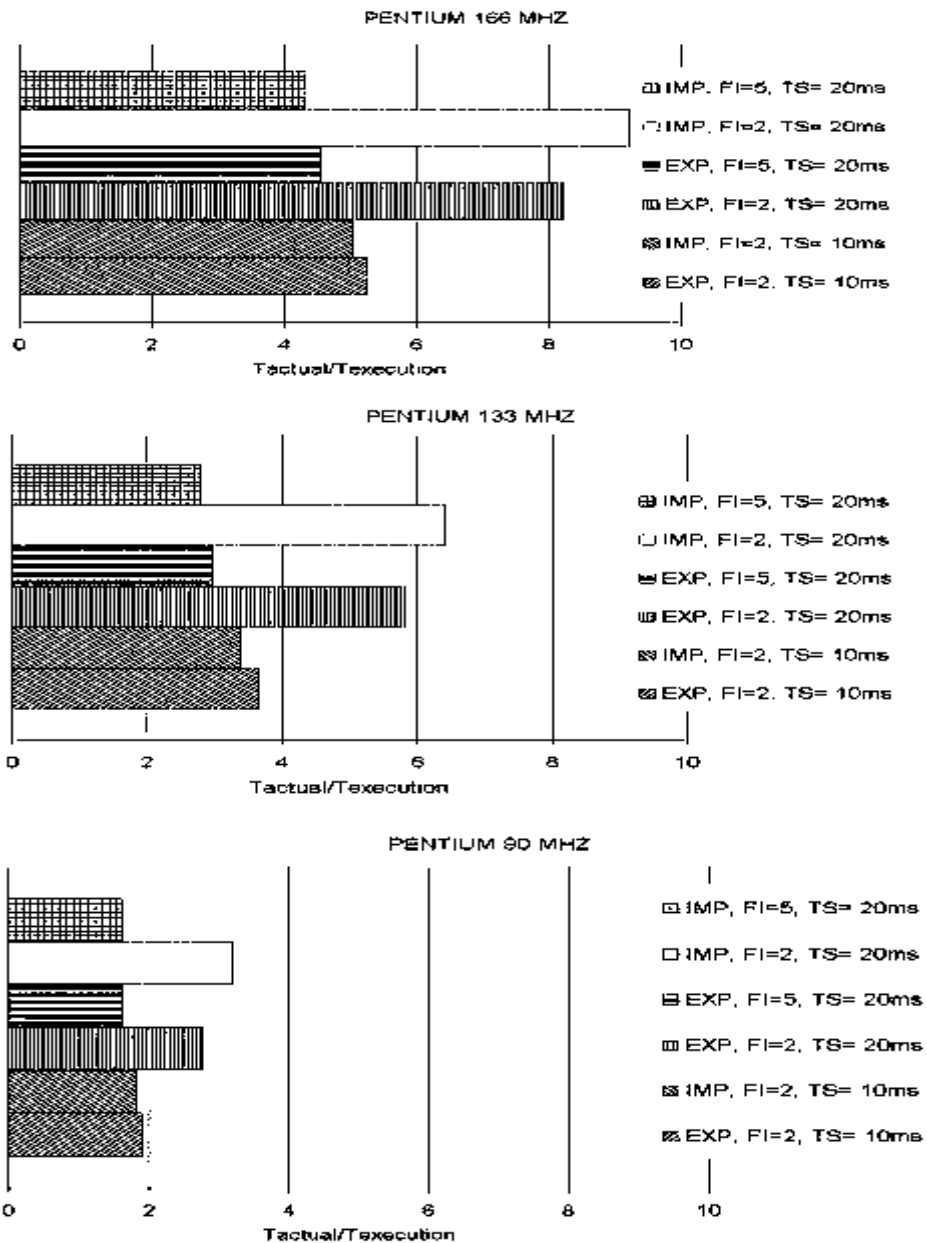 PENTIUM 166 MHZ
IMP. FI=5, TS= 20ms
IMP, FI=2, TS= 20ms
EXP, FI=5, TS= 20ms
EXP, FI=2, TS= 20ms
IMP, FI=2, TS= 10ms
EXP, FI=2. TS= 10ms
0 2 4 6 8 10
Tactual/Texecution
PENTIUM 133 MHZ
IMP, FI=5, TS= 20ms
IMP, FI=2, TS= 20ms
EXP, FI=5, TS= 20ms
EXP, FI=2. TS= 20ms
IMP, FI=2, TS= 10ms
EXP, FI=2. TS= 10ms
0 2 4 6 8 10
Tactual/Texecution
PENTIUM 90 MHZ
IMP, FI=5, TS= 20ms
IMP, FI=2, TS= 20ms
EXP, FI=5, TS= 20ms
EXP, FI=2, TS= 20ms
IMP, FI=2, TS= 10ms
EXP, FI=2, TS= 10ms
0 2 4 6 8 10
Tactual/Texecution